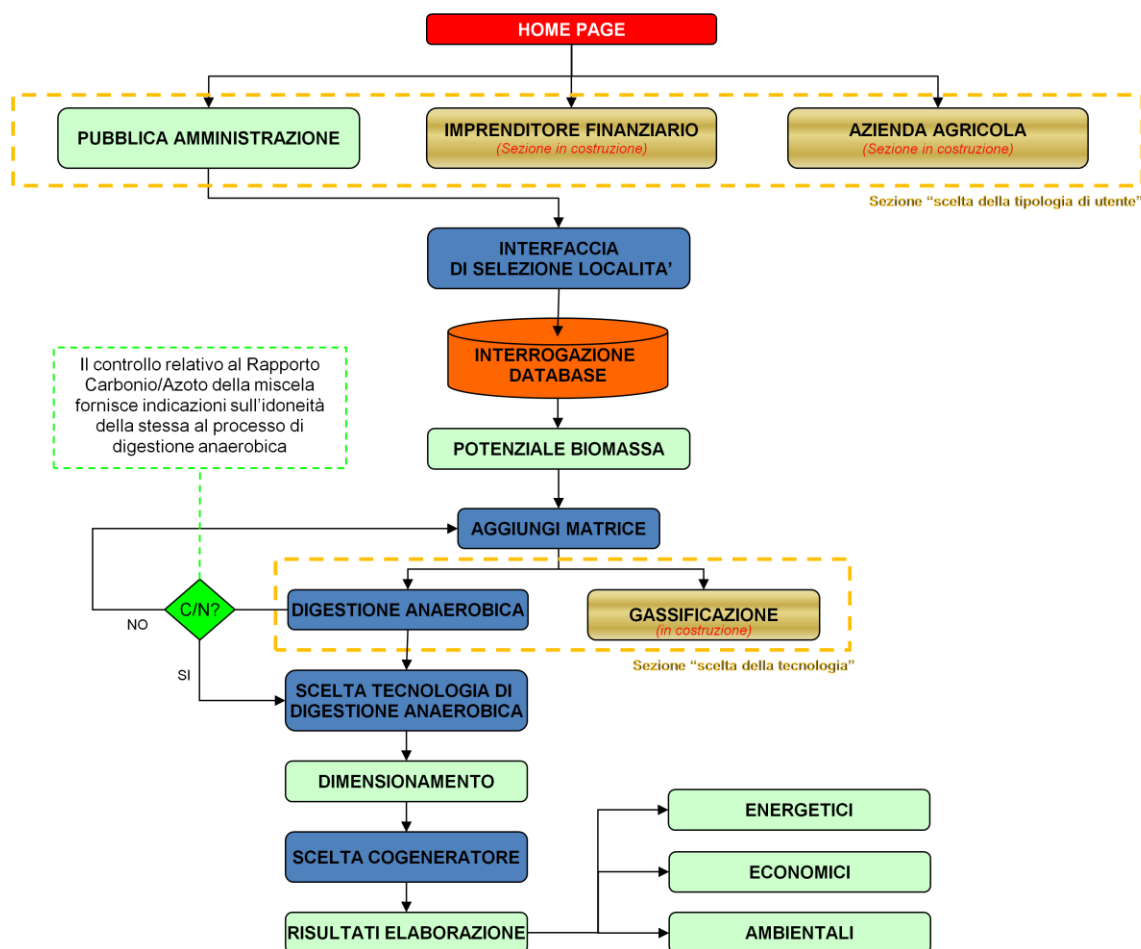 HOME PAGE
PUBBLICA AMMINISTRAZIONE
IMPRENDITORE FINANZIARIO
(Sezione in costruzione)
AZIENDA AGRICOLA
(Sezione in costruzione)
Sezione “scelta della tipologia di utente”
INTERFACCIA
DI SELEZIONE LOCALITA’
INTERROGAZIONE
DATABASE
Il controllo relativo al Rapporto
Carbonio/Azoto della miscela
fornisce indicazioni sull’idoneità
della stessa al processo di
digestione anaerobica
POTENZIALE BIOMASSA
AGGIUNGI MATRICE
C/N?
NO
SI
DIGESTIONE ANAEROBICA
GASSIFICAZIONE
(in costruzione)
Sezione “scelta della tecnologia”
SCELTA TECNOLOGIA DI
DIGESTIONE ANAEROBICA
DIMENSIONAMENTO
SCELTA COGENERATORE
RISULTATI ELABORAZIONE
ENERGETICI
ECONOMICI
AMBIENTALI